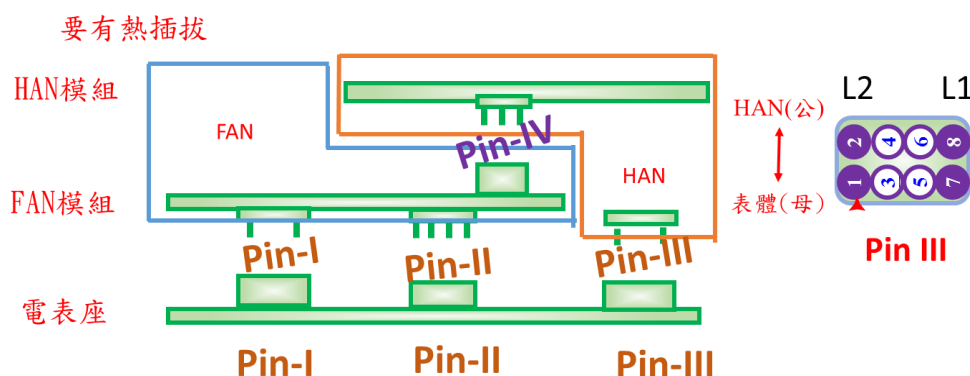 要有熱插拔
HAN模組
FAN
Pin-IV
HAN
FAN模組
Pin-I
Pin-II
Pin-III
電表座
Pin-I
Pin-II
Pin-III
L2
L1
HAN(公)
2
4
6
8
1
3
5
7
表體(母)
Pin III